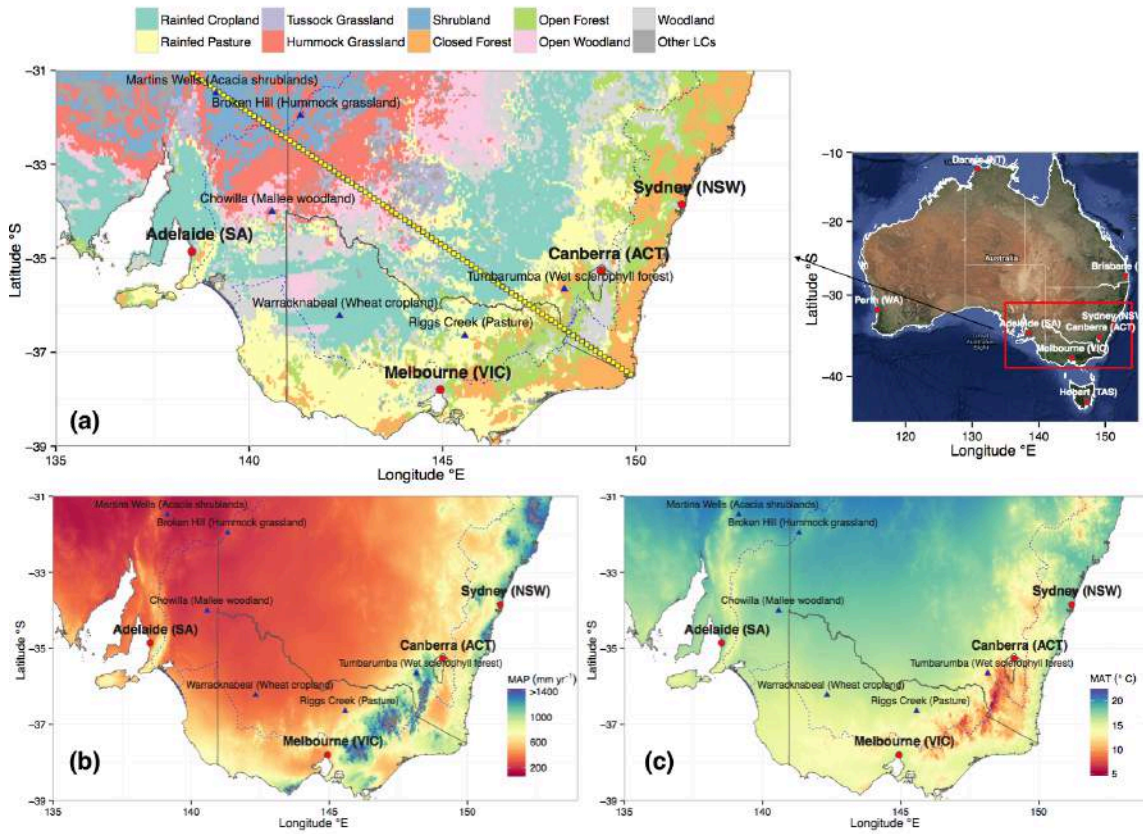 Rainfed Cropland Tussock Grassland Shrubland Open Forest Woodland
Rainfed Pasture Hummock Grassland Closed Forest Open Woodland Other LCs
−31
−33
−35
−37
−39
Latitude °S
Martins Wells (Acacia shrublands)
Broken Hill (Hummock grassland)
Chowilla (Mallee woodland)
Sydney (NSW)
Adelaide (SA)
Canberra (ACT)
Tumbarumba (Wet sclerophyll forest)
Warracknabeal (Wheat cropland)
Riggs Creek (Pasture)
Melbourne (VIC)
(a)
135 140 145 150
Longitude °E
−10
−20
−30
−40
Latitude °S
Darwin (NT)
Australia
Brisbane (
Perth (WA)
Sydney (NSW
Adelaide (SA)
Canberra (ACT)
Melbourne (VIC)
Hobart (TAS)
120 130 140 150
Longitude °E
−31
−33
−35
−37
−39
Latitude °S
Martins Wells (Acacia shrublands)
Broken Hill (Hummock grassland)
Sydney (NSW)
Chowilla (Mallee woodland)
Adelaide (SA)
Canberra (ACT)
Tumbarumba (Wet sclerophyll forest)
Warracknabeal (Wheat cropland)
Riggs Creek (Pasture)
Melbourne (VIC)
MAP (mm yr⁻¹)
>1400
1000
600
200
(b)
135 140 145 150
Longitude °E
−31
−33
−35
−37
−39
Latitude °S
Martins Wells (Acacia shrublands)
Broken Hill (Hummock grassland)
Sydney (NSW)
Chowilla (Mallee woodland)
Adelaide (SA)
Canberra (ACT)
Tumbarumba (Wet sclerophyll forest)
Warracknabeal (Wheat cropland)
Riggs Creek (Pasture)
Melbourne (VIC)
MAT (° C)
20
15
10
5
(c)
135 140 145 150
Longitude °E